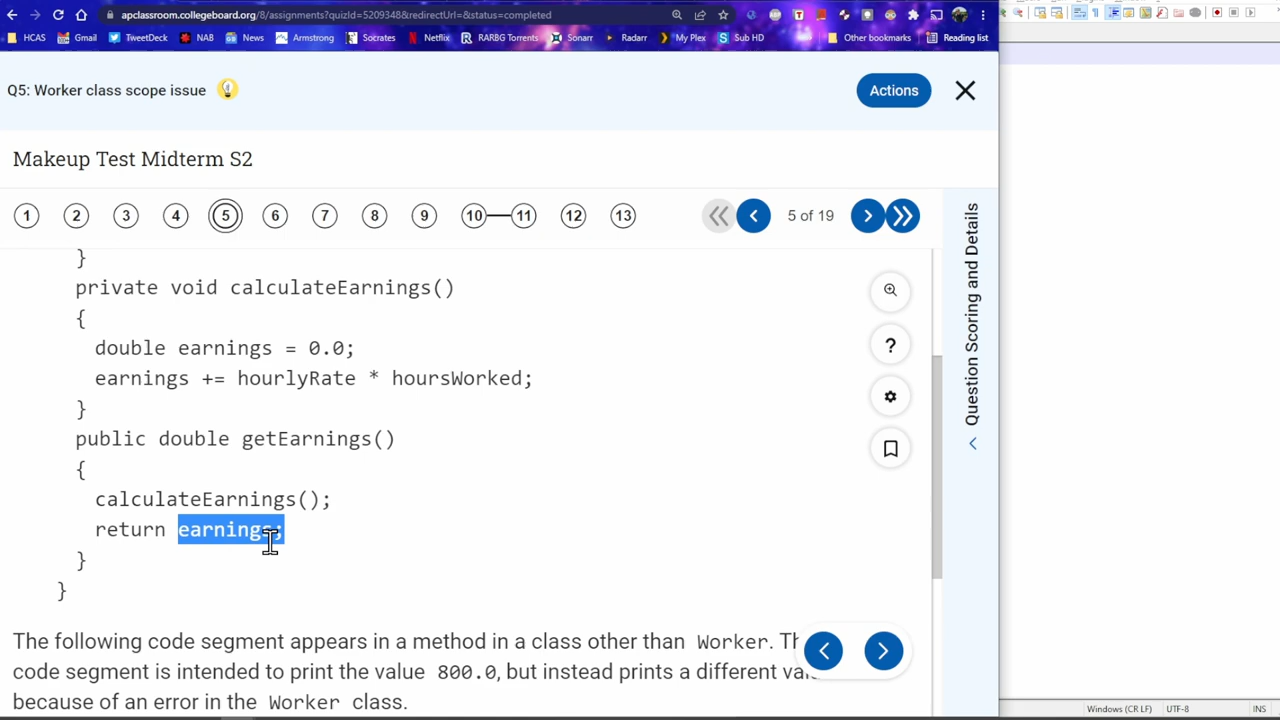 apclassroom.collegeboard.org/8/assignments?quizId=5209348&redirectUrl=&status=completed
HCAS Gmail TweetDeck NAB News Armstrong Socrates Netflix RARBG Torrents Sonarr Radarr My Plex Sub HD Other bookmarks Reading list
Q5: Worker class scope issue
Actions
Makeup Test Midterm S2
1 2 3 4 5 6 7 8 9 10 11 12 13 5 of 19
Question Scoring and Details
}
private void calculateEarnings()
{
double earnings = 0.0;
earnings += hourlyRate * hoursWorked;
}
public double getEarnings()
{
calculateEarnings();
return earnings;
}
}
?
The following code segment appears in a method in a class other than Worker. Th
code segment is intended to print the value 800.0, but instead prints a different val
because of an error in the Worker class.
Windows (CR LF) UTF-8 INS